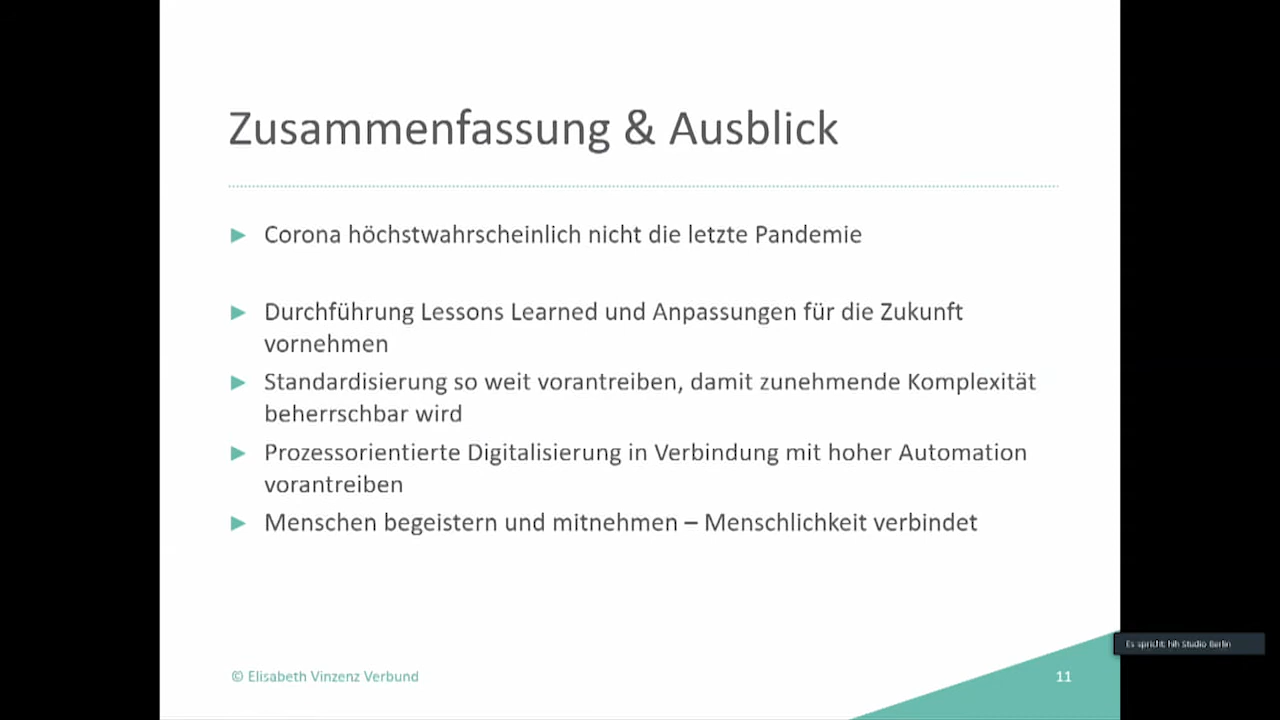 Zusammenfassung & Ausblick
► Corona höchstwahrscheinlich nicht die letzte Pandemie
► Durchführung Lessons Learned und Anpassungen für die Zukunft
vornehmen
► Standardisierung so weit vorantreiben, damit zunehmende Komplexität
beherrschbar wird
► Prozessorientierte Digitalisierung in Verbindung mit hoher Automation
vorantreiben
► Menschen begeistern und mitnehmen – Menschlichkeit verbindet
Es spricht: hih Studio Berlin
© Elisabeth Vinzenz Verbund
11